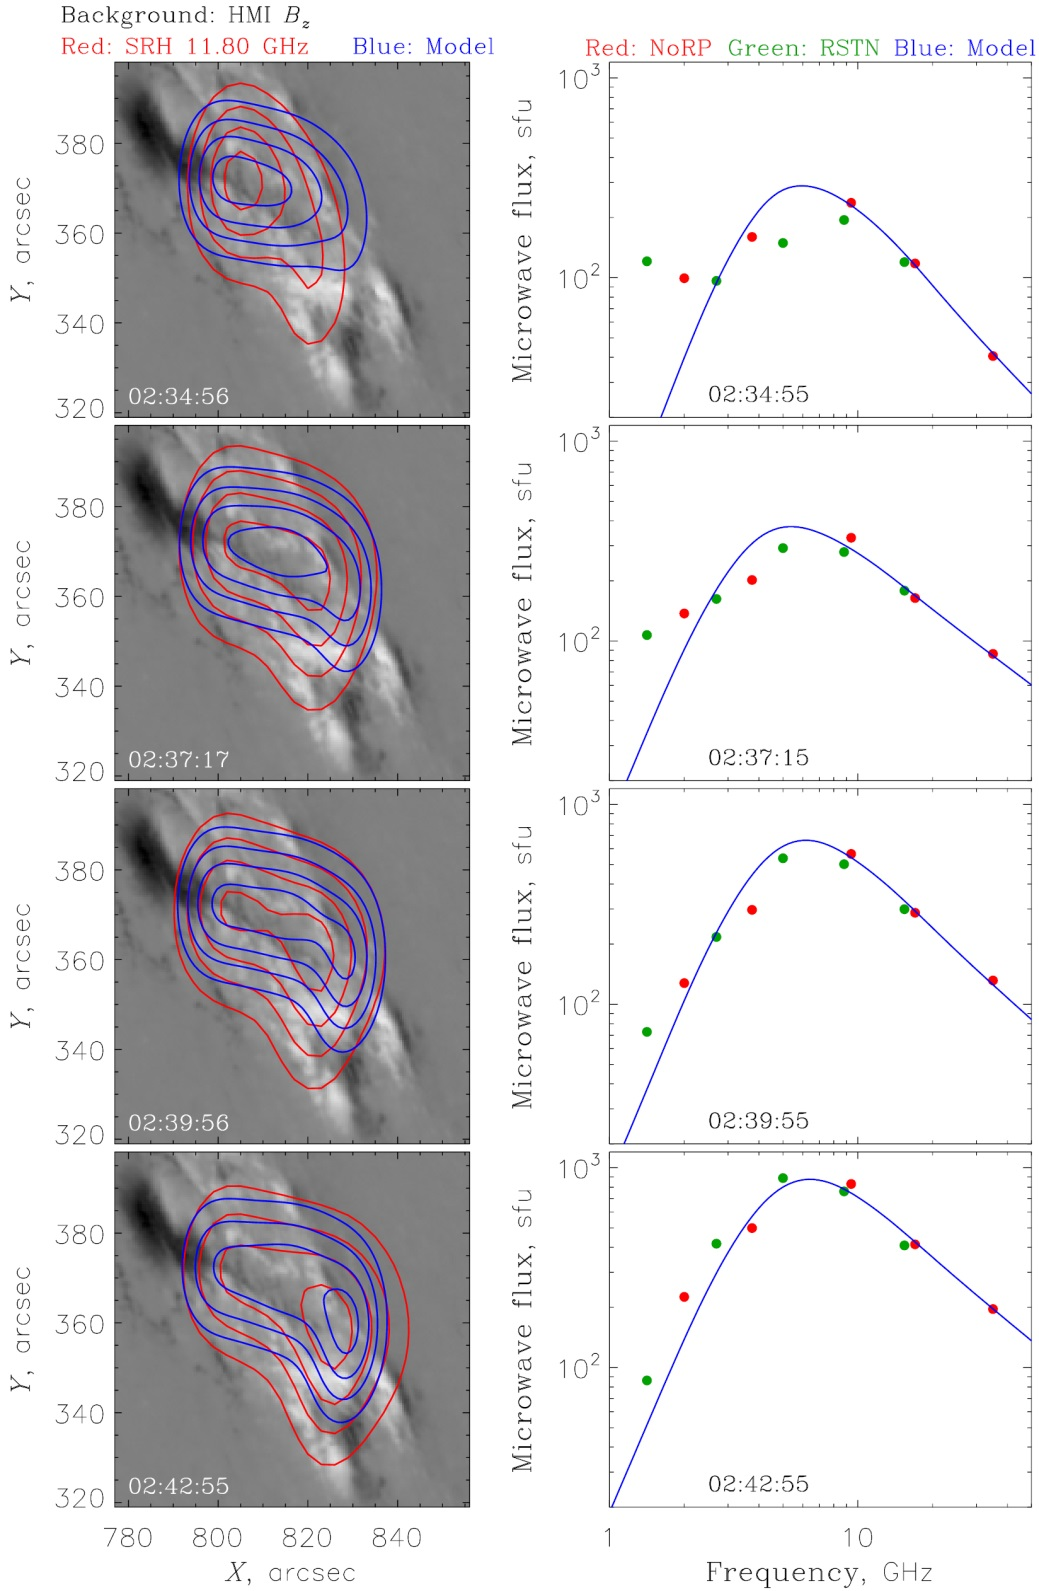 Background: HMI Bz
Red: SRH 11.80 GHz Blue: Model
Red: NoRP Green: RSTN Blue: Model
Y, arcsec
380
360
340
320
02:34:56
Microwave flux, sfu
10^3
10^2
02:34:55
Y, arcsec
380
360
340
320
02:37:17
Microwave flux, sfu
10^3
10^2
02:37:15
Y, arcsec
380
360
340
320
02:39:56
Microwave flux, sfu
10^3
10^2
02:39:55
Y, arcsec
380
360
340
320
02:42:55
Microwave flux, sfu
10^3
10^2
02:42:55
780 800 820 840
X, arcsec
1 10
Frequency, GHz